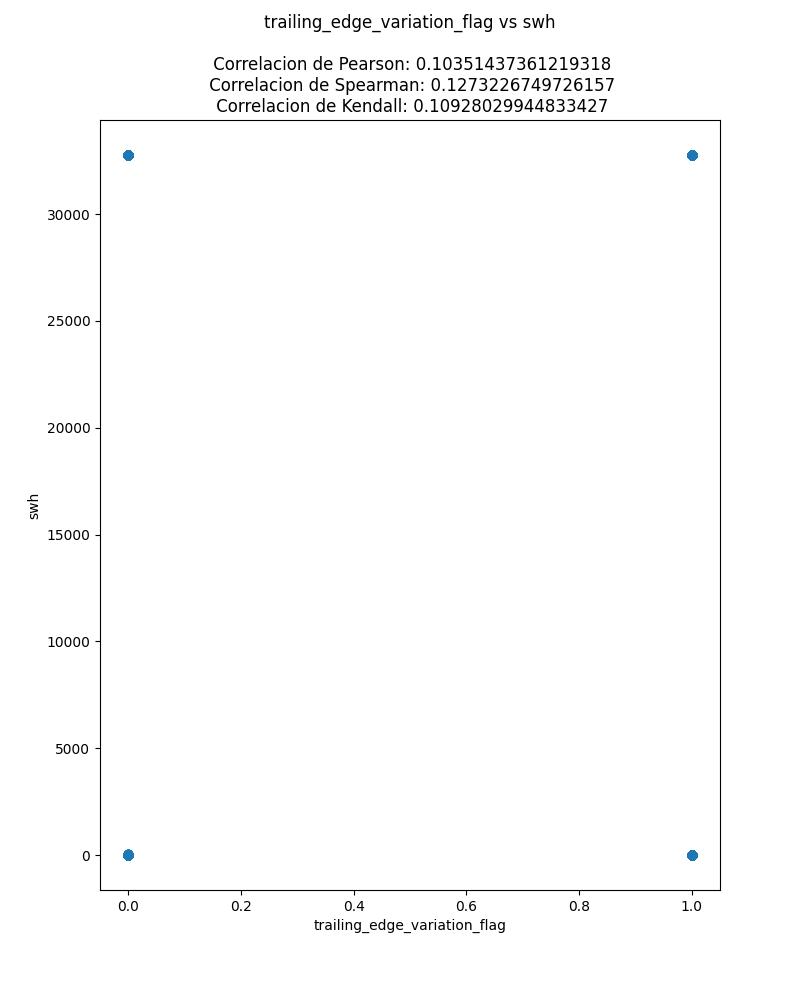 trailing_edge_variation_flag vs swh
Correlacion de Pearson: 0.10351437361219318
Correlacion de Spearman: 0.1273226749726157
Correlacion de Kendall: 0.10928029944833427
30000
25000
20000
15000
10000
5000
0
swh
0.0 0.2 0.4 0.6 0.8 1.0
trailing_edge_variation_flag